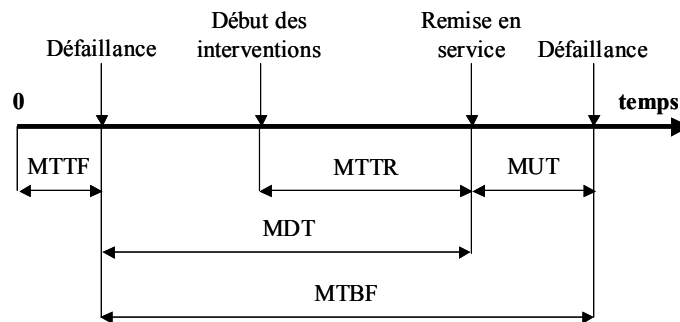 Début des
interventions
Remise en
service
Défaillance
Défaillance
0
temps
MTTF
MTTR
MUT
MDT
MTBF